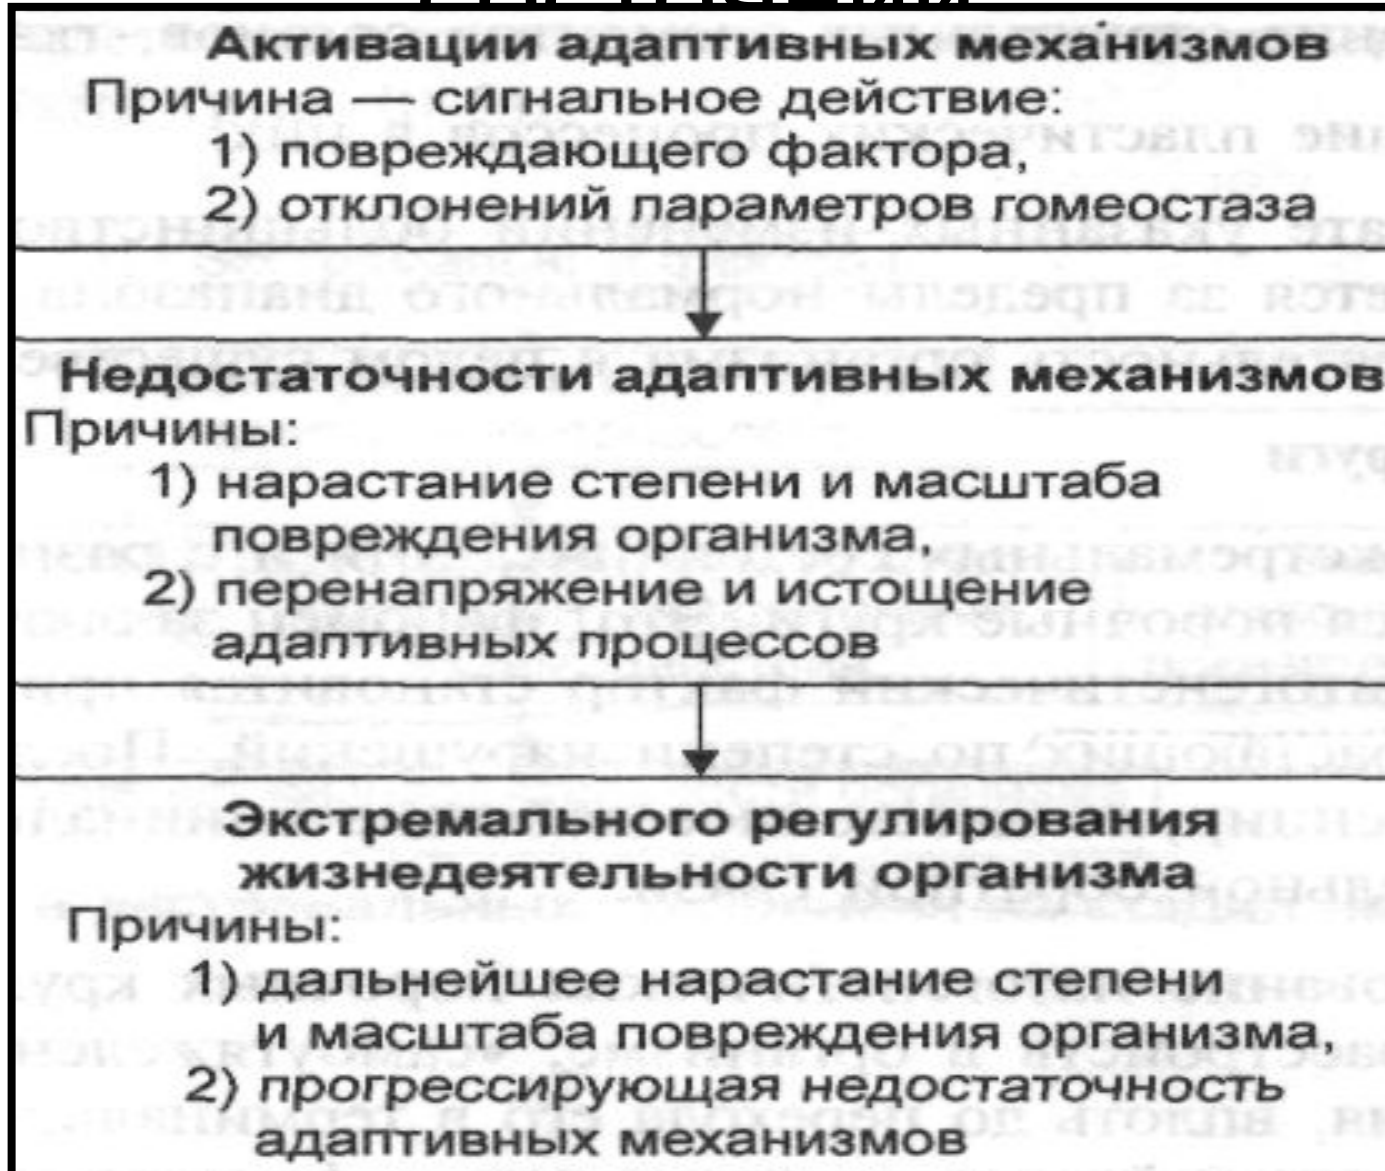 Активации адаптивных механизмов
Причина — сигнальное действие:
1) повреждающего фактора,
2) отклонений параметров гомеостаза
Недостаточности адаптивных механизмов
Причины:
1) нарастание степени и масштаба
повреждения организма,
2) перенапряжение и истощение
адаптивных процессов
Экстремального регулирования
жизнедеятельности организма
Причины:
1) дальнейшее нарастание степени
и масштаба повреждения организма,
2) прогрессирующая недостаточность
адаптивных механизмов